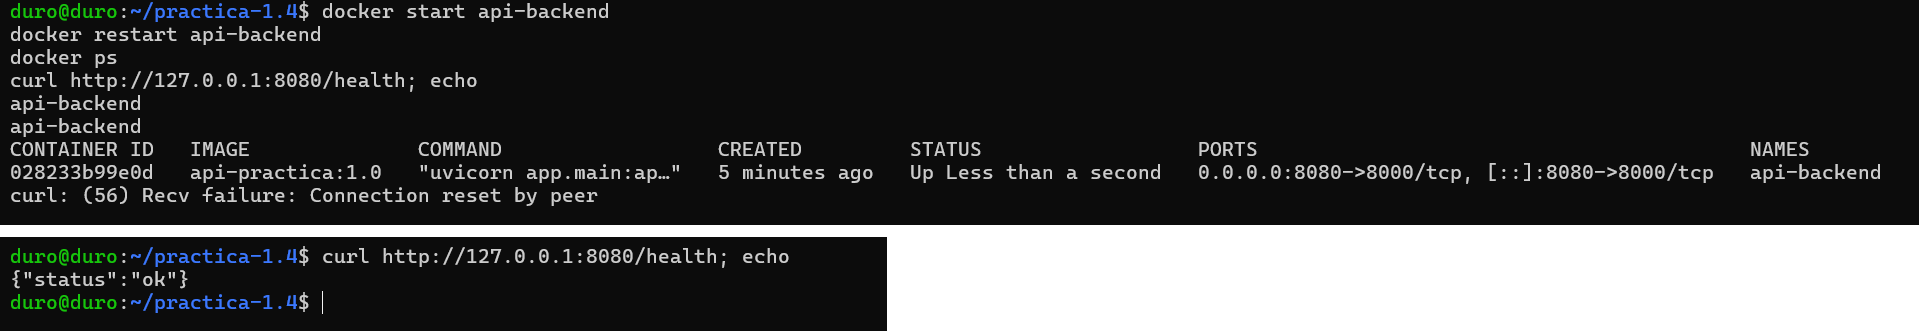 duro@duro:~/practica-1.4$ docker start api-backend
docker restart api-backend
docker ps
curl http://127.0.0.1:8080/health; echo
api-backend
api-backend
CONTAINER ID   IMAGE              COMMAND                  CREATED         STATUS                  PORTS                                         NAMES
028233b99e0d   api-practica:1.0   "uvicorn app.main:ap…"   5 minutes ago   Up Less than a second   0.0.0.0:8080->8000/tcp, [::]:8080->8000/tcp   api-backend
curl: (56) Recv failure: Connection reset by peer
duro@duro:~/practica-1.4$ curl http://127.0.0.1:8080/health; echo
{"status":"ok"}
duro@duro:~/practica-1.4$